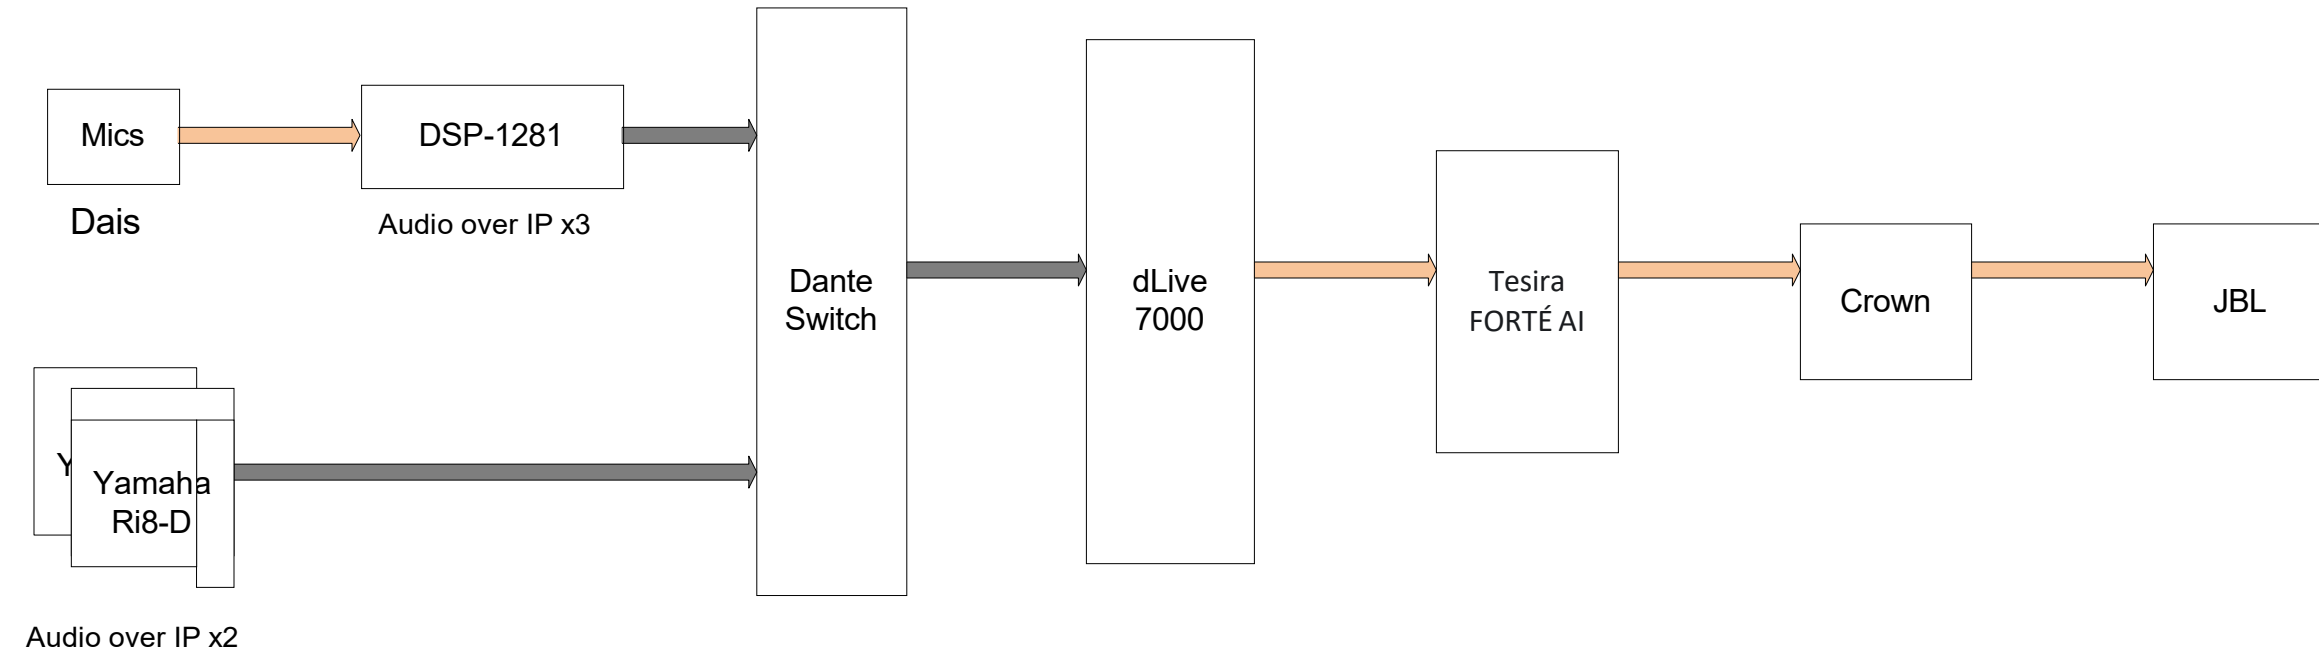 Mics
DSP-1281
Dais
Audio over IP x3
Dante
Switch
dLive
7000
Tesira
FORTÉ AI
Crown
JBL
Y
Yamaha
Ri8-D
Audio over IP x2